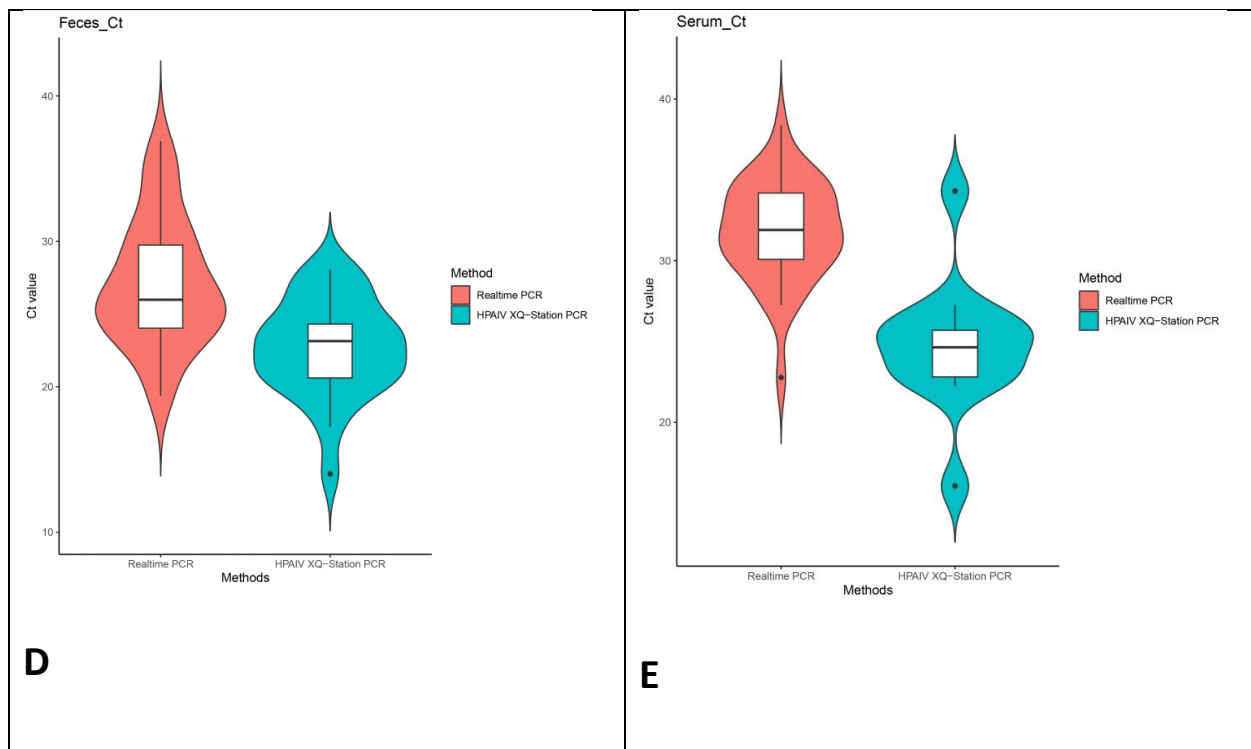 Feces_Ct
40
30
20
10
Ct value
Realtime PCR
HPAIV XQ-Station PCR
Methods
Method
Realtime PCR
HPAIV XQ-Station PCR
D
Serum_Ct
40
30
20
Ct value
Realtime PCR
HPAIV XQ-Station PCR
Methods
Method
Realtime PCR
HPAIV XQ-Station PCR
E